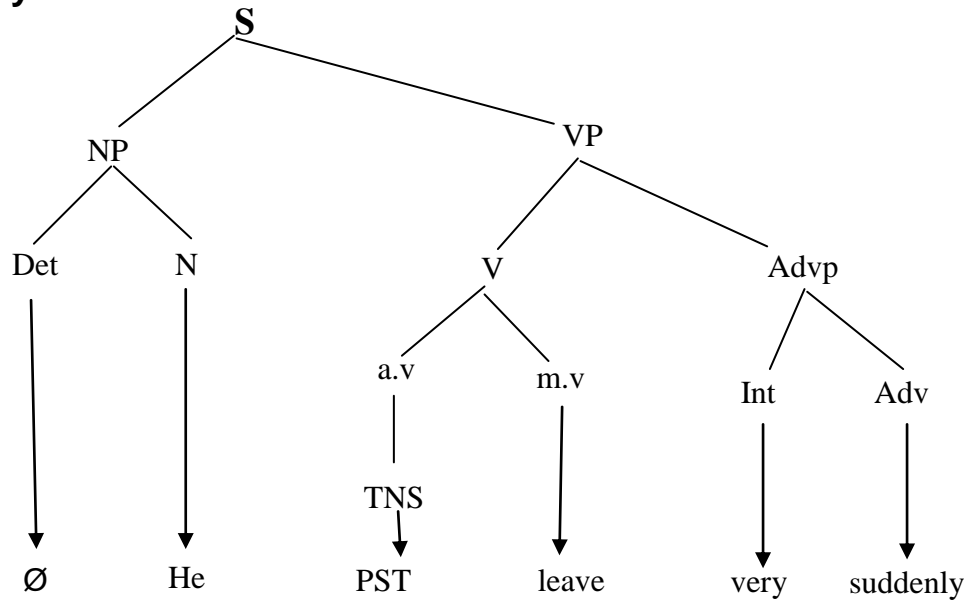 S
NP VP
Det N V Advp
a.v m.v Int Adv
TNS
Ø He PST leave very suddenly